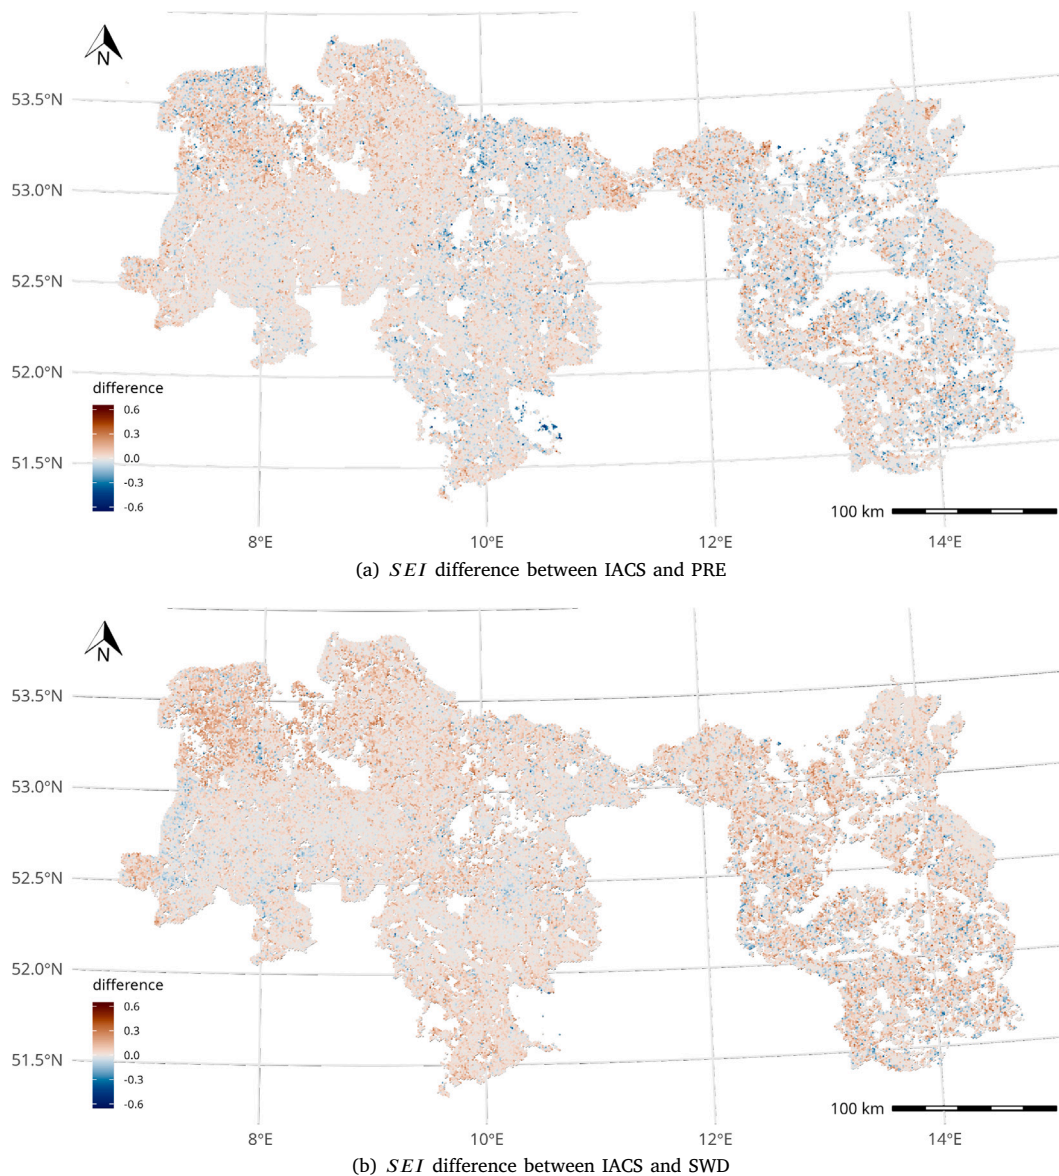 N
53.5°N
53.0°N
52.5°N
52.0°N
difference
0.6
0.3
0.0
-0.3
-0.6
51.5°N
100 km
8°E 10°E 12°E 14°E
(a) SEI difference between IACS and PRE
N
53.5°N
53.0°N
52.5°N
52.0°N
difference
0.6
0.3
0.0
-0.3
-0.6
51.5°N
100 km
8°E 10°E 12°E 14°E
(b) SEI difference between IACS and SWD